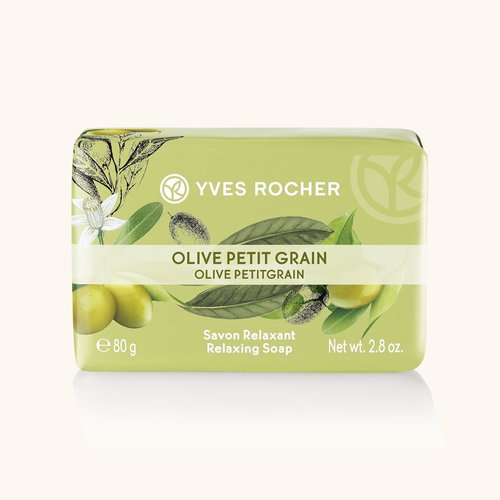 YVES ROCHER
OLIVE PETIT GRAIN
OLIVE PETITGRAIN
Savon Relaxant
Relaxing Soap
℮ 80 g
Net wt. 2.8 oz.